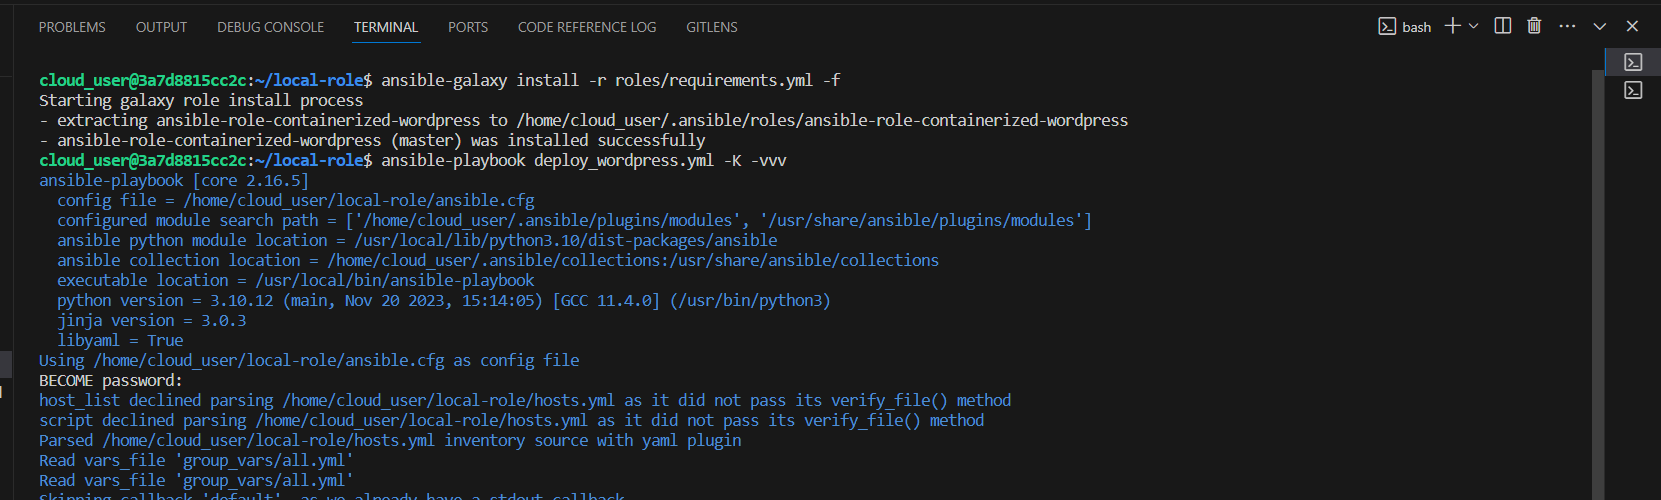 PROBLEMS OUTPUT DEBUG CONSOLE TERMINAL PORTS CODE REFERENCE LOG GITLENS bash
cloud_user@3a7d8815cc2c:~/local-role$ ansible-galaxy install -r roles/requirements.yml -f
Starting galaxy role install process
- extracting ansible-role-containerized-wordpress to /home/cloud_user/.ansible/roles/ansible-role-containerized-wordpress
- ansible-role-containerized-wordpress (master) was installed successfully
cloud_user@3a7d8815cc2c:~/local-role$ ansible-playbook deploy_wordpress.yml -K -vvv
ansible-playbook [core 2.16.5]
  config file = /home/cloud_user/local-role/ansible.cfg
  configured module search path = ['/home/cloud_user/.ansible/plugins/modules', '/usr/share/ansible/plugins/modules']
  ansible python module location = /usr/local/lib/python3.10/dist-packages/ansible
  ansible collection location = /home/cloud_user/.ansible/collections:/usr/share/ansible/collections
  executable location = /usr/local/bin/ansible-playbook
  python version = 3.10.12 (main, Nov 20 2023, 15:14:05) [GCC 11.4.0] (/usr/bin/python3)
  jinja version = 3.0.3
  libyaml = True
Using /home/cloud_user/local-role/ansible.cfg as config file
BECOME password:
host_list declined parsing /home/cloud_user/local-role/hosts.yml as it did not pass its verify_file() method
script declined parsing /home/cloud_user/local-role/hosts.yml as it did not pass its verify_file() method
Parsed /home/cloud_user/local-role/hosts.yml inventory source with yaml plugin
Read vars_file 'group_vars/all.yml'
Read vars_file 'group_vars/all.yml'
Skipping callback 'default', as we already have a stdout callback.